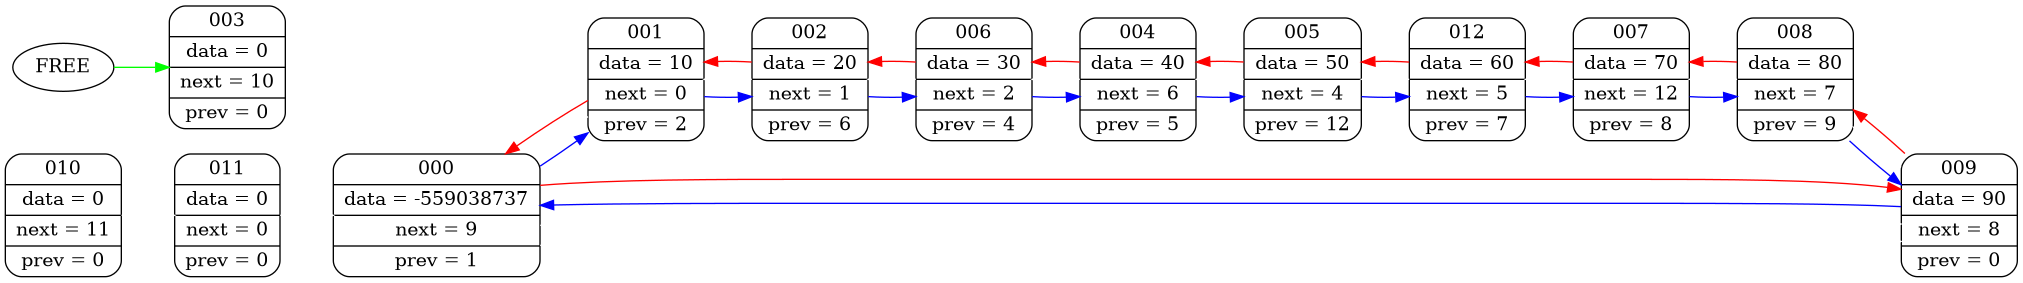 FREE
003
data = 0
next = 10
prev = 0
010
data = 0
next = 11
prev = 0
011
data = 0
next = 0
prev = 0
000
data = -559038737
next = 9
prev = 1
001
data = 10
next = 0
prev = 2
002
data = 20
next = 1
prev = 6
006
data = 30
next = 2
prev = 4
004
data = 40
next = 6
prev = 5
005
data = 50
next = 4
prev = 12
012
data = 60
next = 5
prev = 7
007
data = 70
next = 12
prev = 8
008
data = 80
next = 7
prev = 9
009
data = 90
next = 8
prev = 0